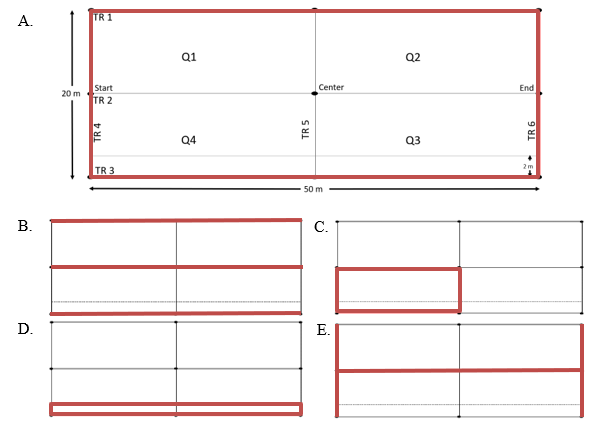 A.
TR 1
Q1
Q2
20 m
Start
Center
End
TR 2
TR 4
TR 5
TR 6
Q4
Q3
2 m
TR 3
50 m
B.
C.
D.
E.